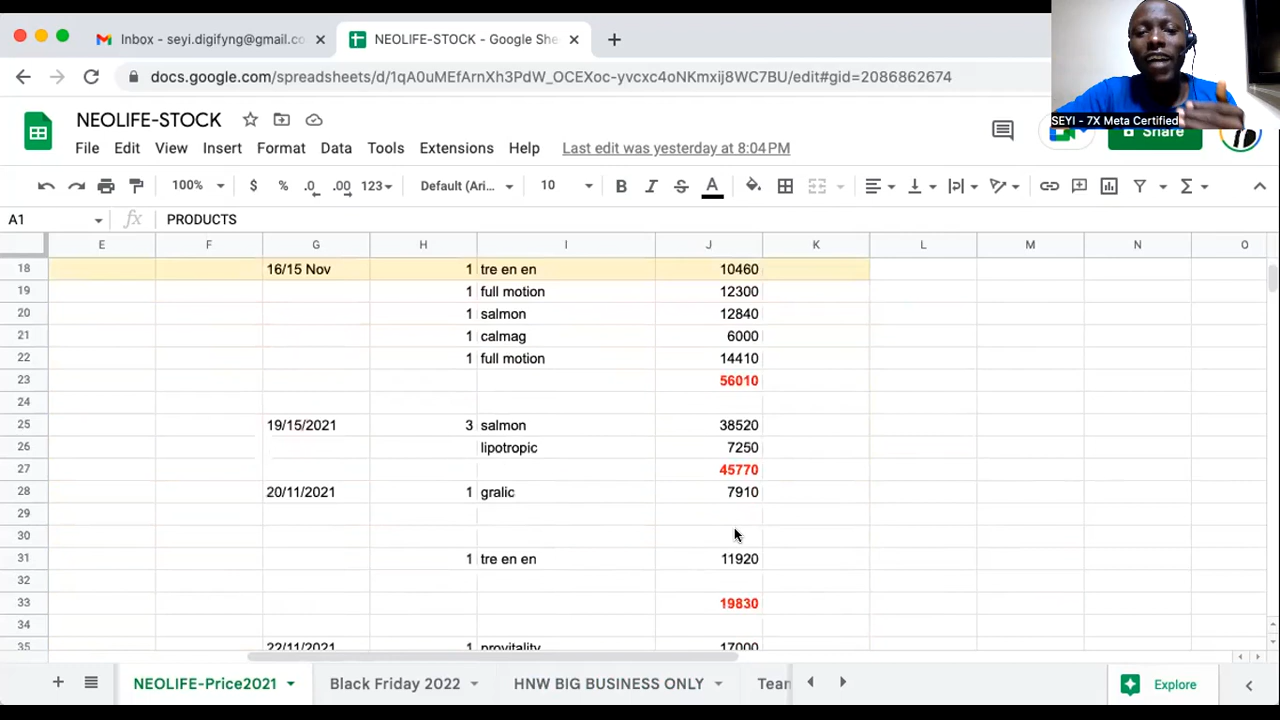 Inbox - seyi.digifyng@gmail.co
NEOLIFE-STOCK - Google She
docs.google.com/spreadsheets/d/1qA0uMEfArnXh3PdW_OCEXoc-yvcxc4oNKmxij8WC7BU/edit#gid=2086862674
SEYI - 7X Meta Certified
NEOLIFE-STOCK
Share
File Edit View Insert Format Data Tools Extensions Help Last edit was yesterday at 8:04 PM
100% $ % .0 .00 123 Default (Ari... 10 B I S A
A1 fx PRODUCTS
E F G H I J K L M N O
18 16/15 Nov 1 tre en en 10460
19 1 full motion 12300
20 1 salmon 12840
21 1 calmag 6000
22 1 full motion 14410
23 56010
24
25 19/15/2021 3 salmon 38520
26 lipotropic 7250
27 45770
28 20/11/2021 1 gralic 7910
29
30
31 1 tre en en 11920
32
33 19830
34
35 22/11/2021 1 provitality 17000
NEOLIFE-Price2021 Black Friday 2022 HNW BIG BUSINESS ONLY Tear Explore